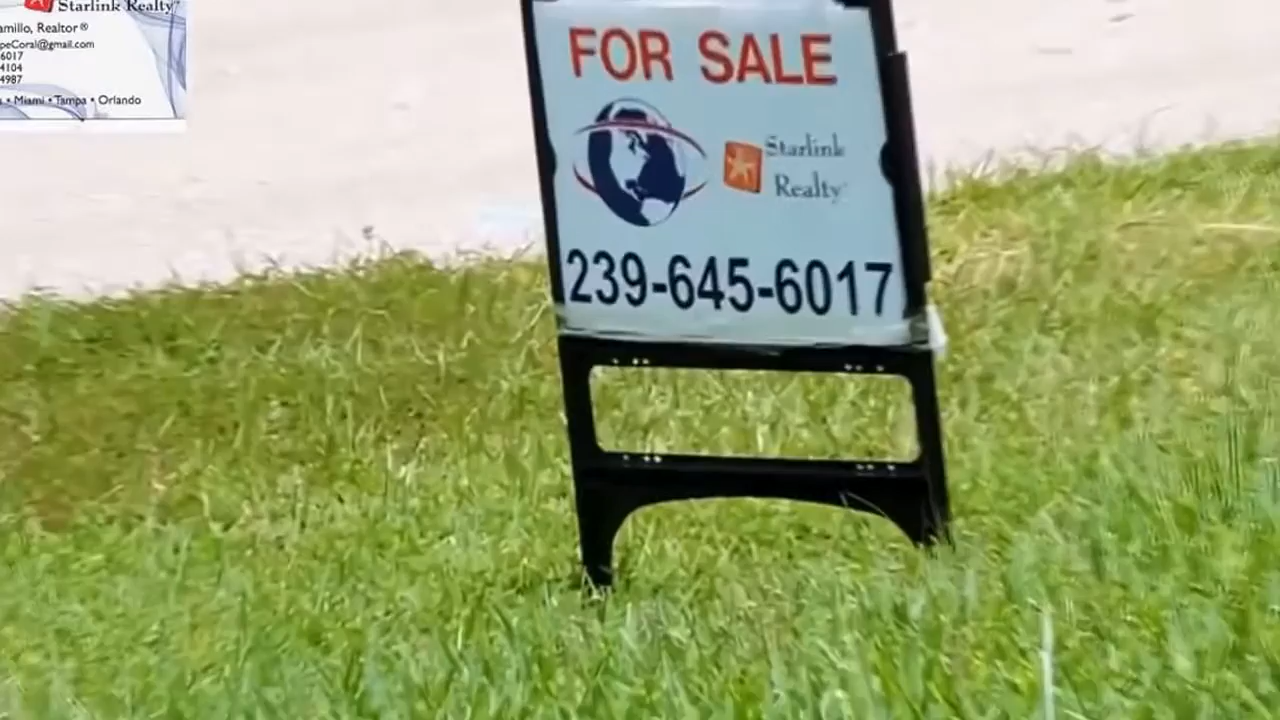 Starlink Realty
amillo, Realtor®
peCoral@gmail.com
6017
4104
4987
• Miami • Tampa • Orlando
FOR SALE
Starlink
Realty
239-645-6017